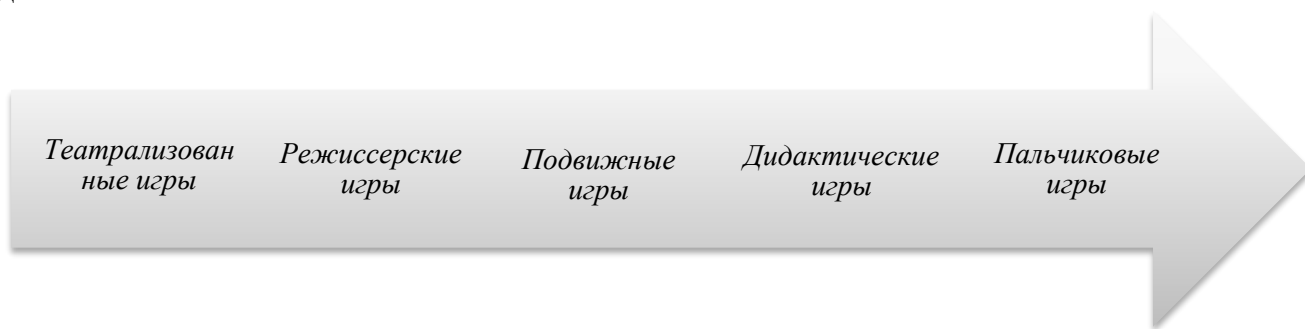 Театрализован
ные игры
Режиссерские
игры
Подвижные
игры
Дидактические
игры
Пальчиковые
игры